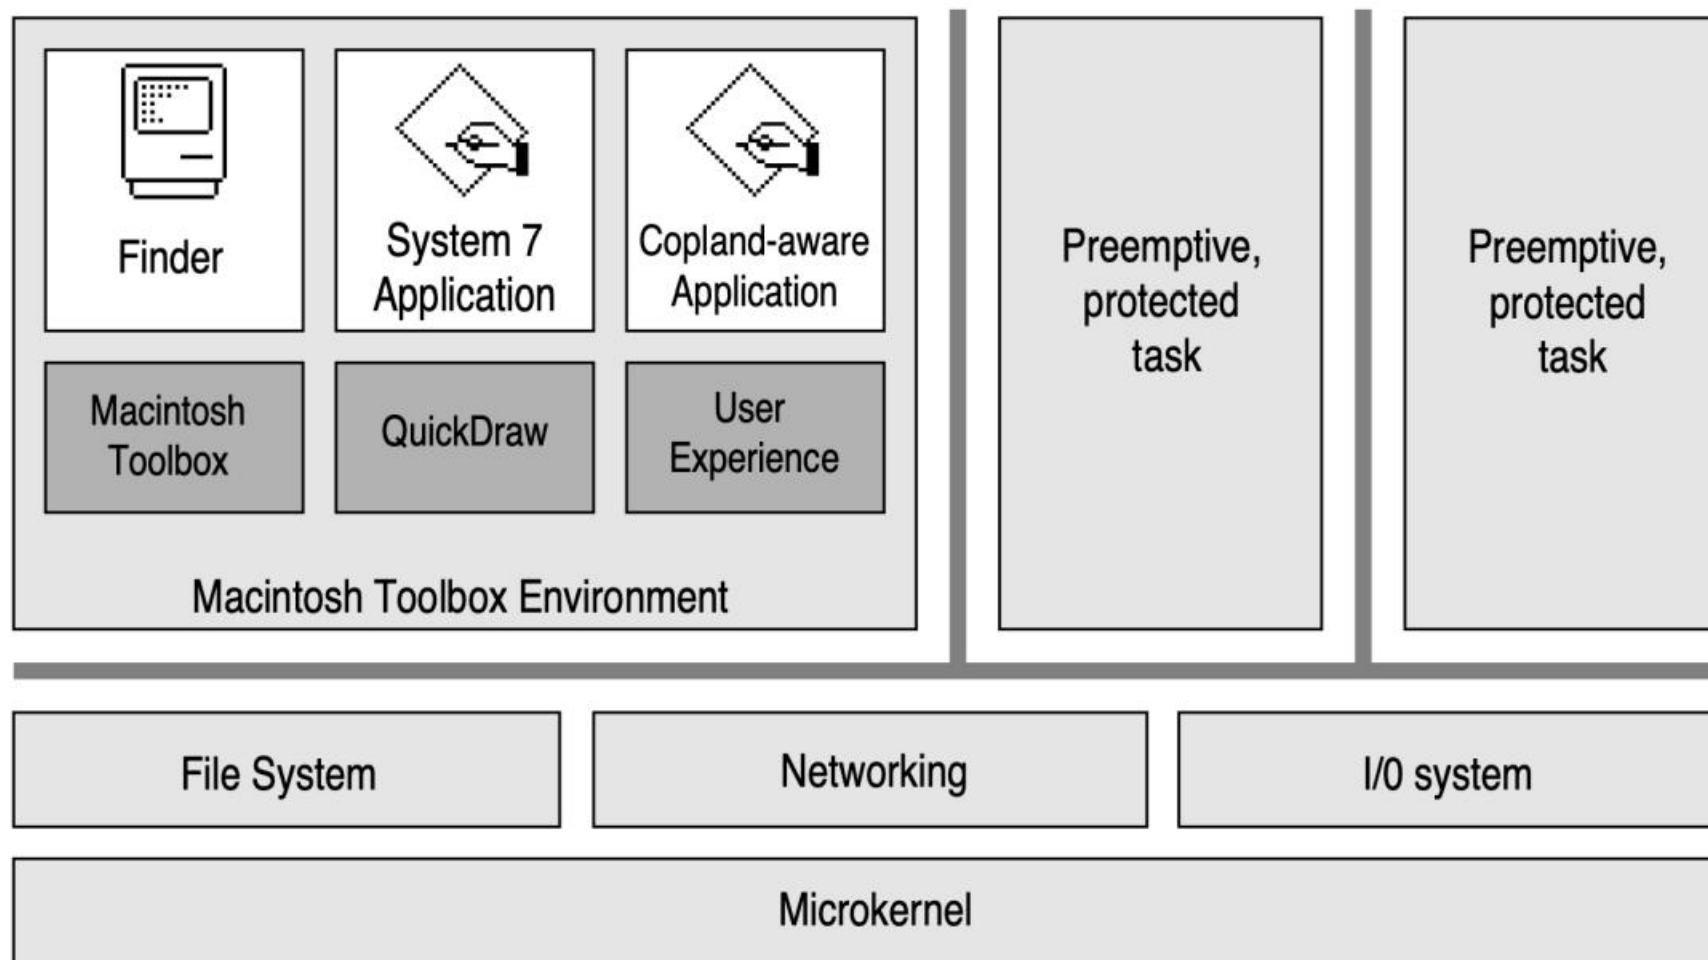 Finder
System 7
Application
Copland-aware
Application
Macintosh
Toolbox
QuickDraw
User
Experience
Macintosh Toolbox Environment
Preemptive,
protected
task
Preemptive,
protected
task
File System
Networking
I/0 system
Microkernel